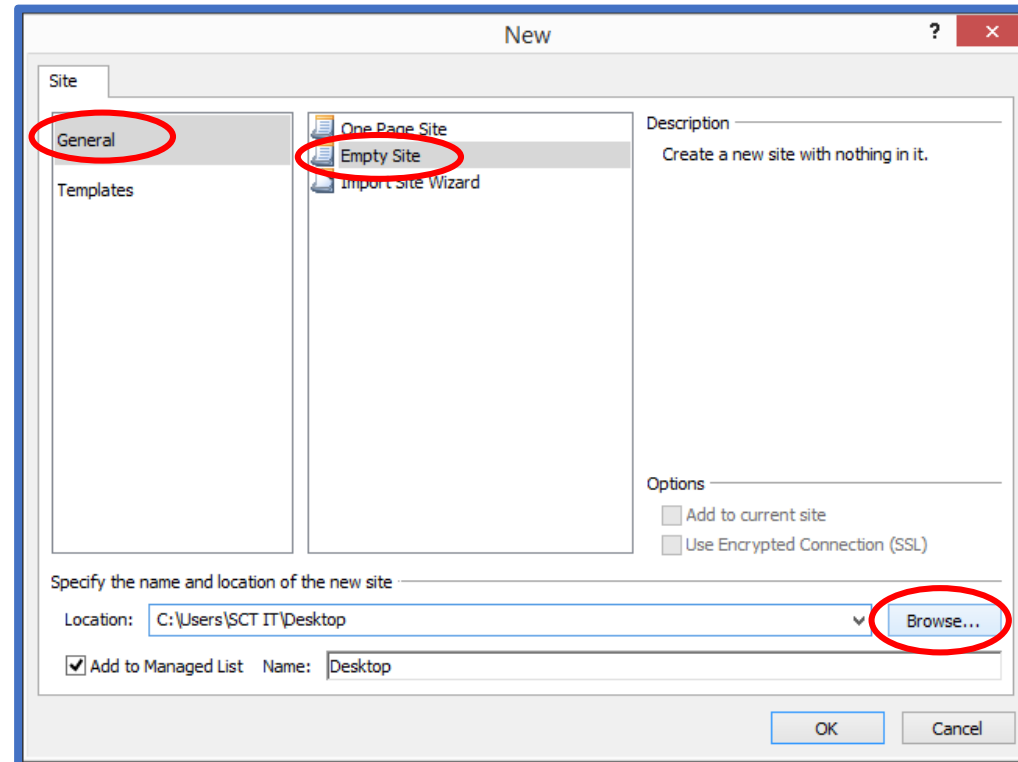 New
?
Site
General
Templates
One Page Site
Empty Site
Import Site Wizard
Description
Create a new site with nothing in it.
Options
Add to current site
Use Encrypted Connection (SSL)
Specify the name and location of the new site
Location: C:\Users\SCT IT\Desktop Browse...
Add to Managed List Name: Desktop
OK Cancel